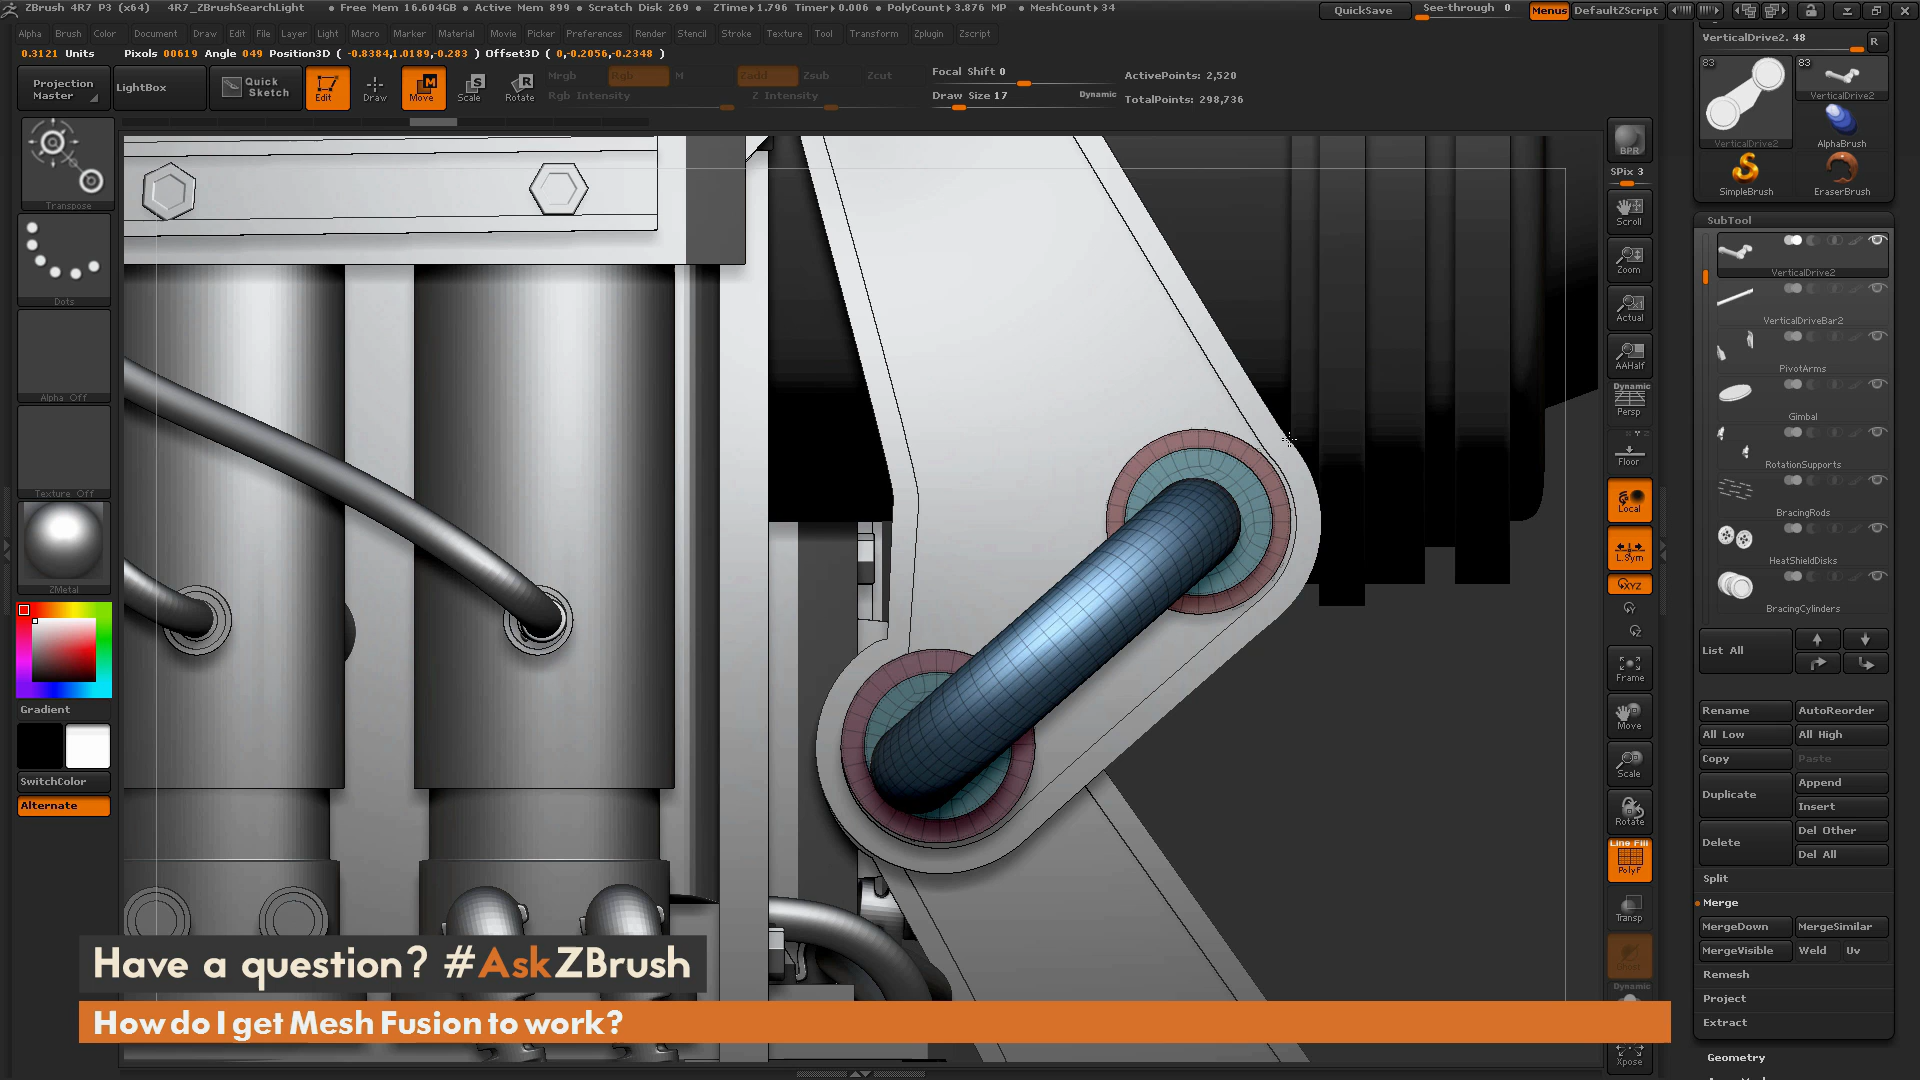 ZBrush 4R7 P3 (x64) 4R7_ZBrushSearchLight • Free Mem 16.604GB • Active Mem 899 • Scratch Disk 269 • ZTime▸1.796 Timer▸0.006 • PolyCount▸3.876 MP • MeshCount▸34
QuickSave See-through 0 Menus DefaultZScript
Alpha Brush Color Document Draw Edit File Layer Light Macro Marker Material Movie Picker Preferences Render Stencil Stroke Texture Tool Transform Zplugin Zscript
0.3121 Units Pixols 00619 Angle 049 Position3D ( -0.8384,1.0189,-0.283 ) Offset3D ( 0,-0.2056,-0.2348 )
Projection Master
LightBox
Quick Sketch
Edit
Draw
Move
Scale
Rotate
Mrgb Rgb M
Rgb Intensity
Zadd Zsub Zcut
Z Intensity
Focal Shift 0
Draw Size 17
Dynamic
ActivePoints: 2,520
TotalPoints: 298,736
Transpose
Dots
Alpha Off
Texture Off
ZMetal
Gradient
SwitchColor
Alternate
BPR
SPix 3
Scroll
Zoom
Actual
AAHalf
Dynamic
Persp
Floor
Local
L.Sym
XYZ
Frame
Move
Scale
Rotate
Line Fill
PolyF
Transp
Ghost
Dynamic
Xpose
VerticalDrive2. 48
R
83
VerticalDrive2
83
VerticalDrive2
AlphaBrush
SimpleBrush
EraserBrush
SubTool
VerticalDrive2
VerticalDriveBar2
PivotArms
Gimbal
RotationSupports
BracingRods
HeatShieldDisks
BracingCylinders
List All
Rename AutoReorder
All Low All High
Copy Paste
Duplicate Append
Insert
Delete Del Other
Del All
Split
Merge
MergeDown MergeSimilar
MergeVisible Weld Uv
Remesh
Project
Extract
Geometry
Have a question? #AskZBrush
How do I get Mesh Fusion to work?